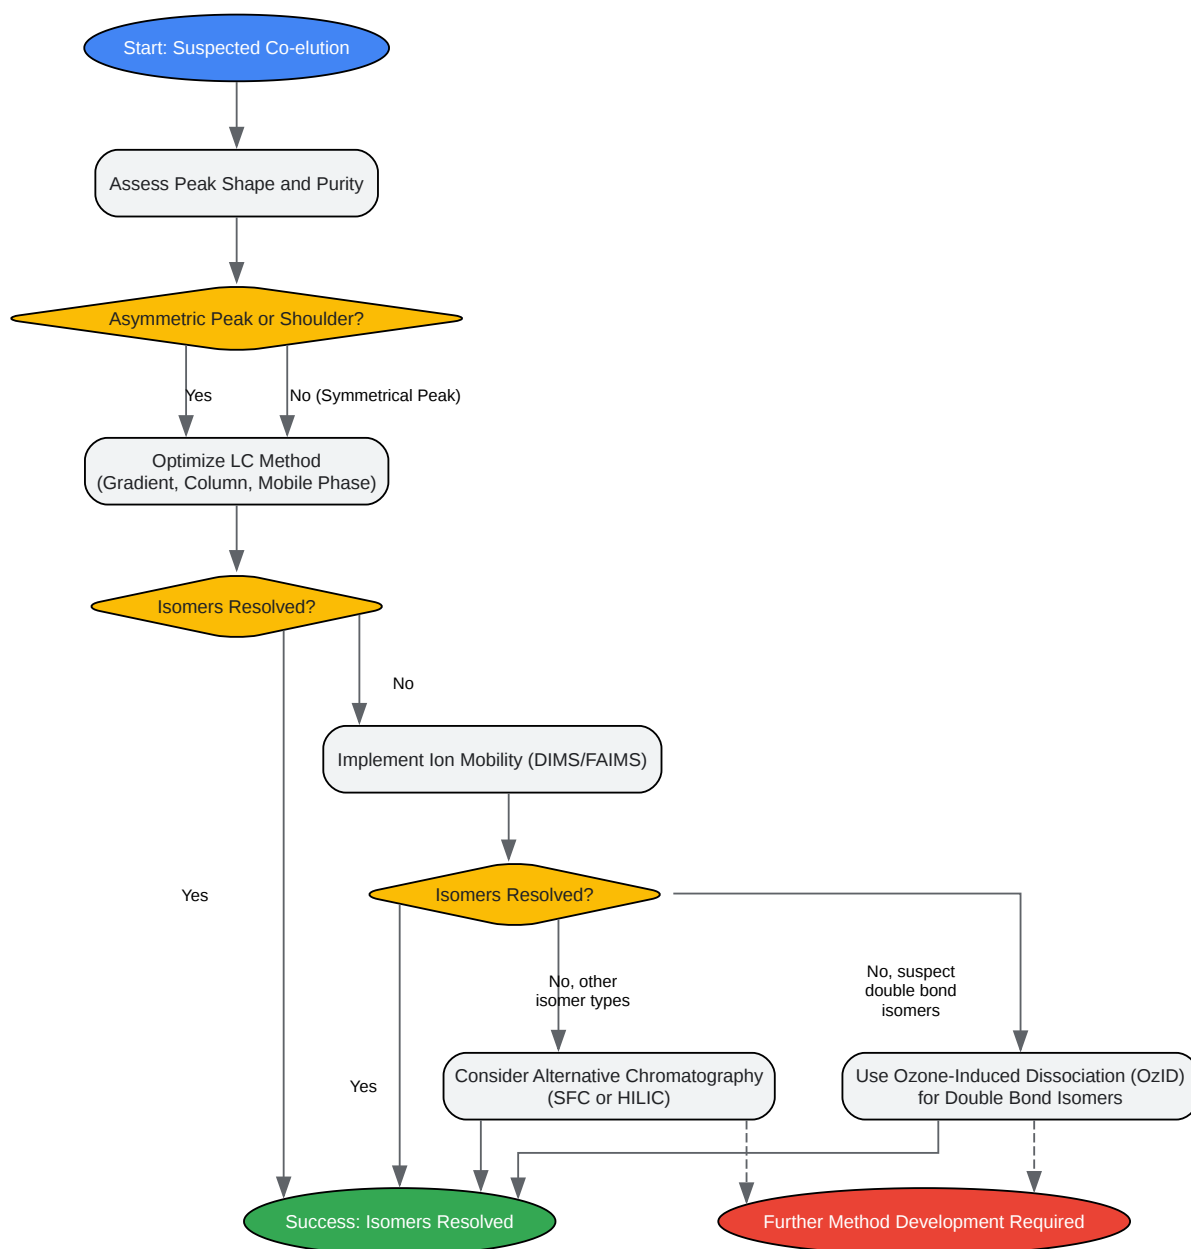 Start: Suspected Co-elution
Assess Peak Shape and Purity
Asymmetric Peak or Shoulder?
Yes
No (Symmetrical Peak)
Optimize LC Method
(Gradient, Column, Mobile Phase)
Isomers Resolved?
No
Implement Ion Mobility (DIMS/FAIMS)
Yes
Isomers Resolved?
No, other
isomer types
No, suspect
double bond
isomers
Yes
Consider Alternative Chromatography
(SFC or HILIC)
Use Ozone-Induced Dissociation (OzID)
for Double Bond Isomers
Success: Isomers Resolved
Further Method Development Required